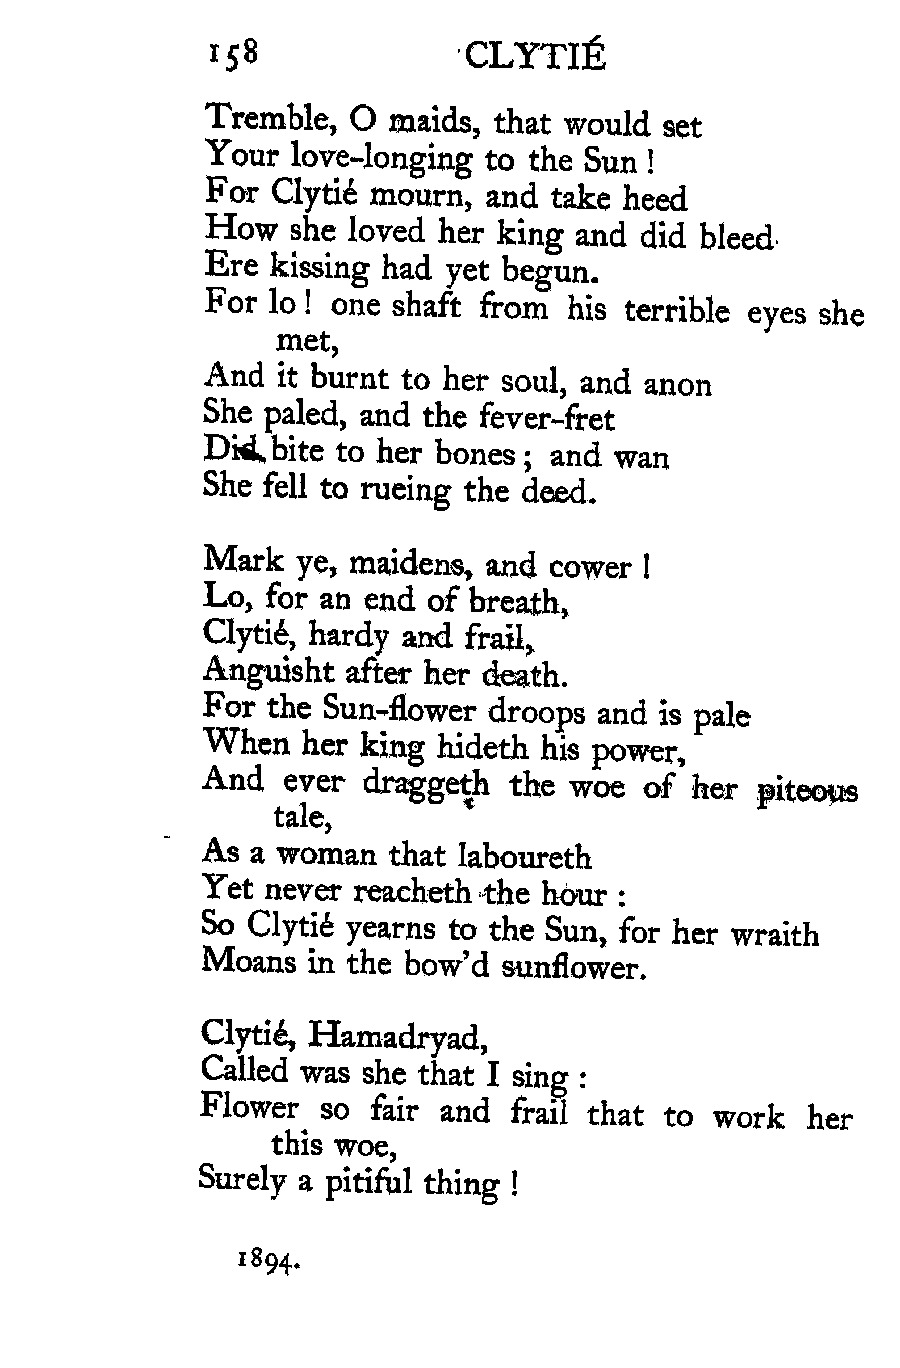 158 CLYTIÉ
Tremble, O maids, that would set
Your love-longing to the Sun !
For Clytié mourn, and take heed
How she loved her king and did bleed
Ere kissing had yet begun.
For lo ! one shaft from his terrible eyes she
met,
And it burnt to her soul, and anon
She paled, and the fever-fret
Did bite to her bones ; and wan
She fell to rueing the deed.
Mark ye, maidens, and cower !
Lo, for an end of breath,
Clytié, hardy and frail,
Anguisht after her death.
For the Sun-flower droops and is pale
When her king hideth his power,
And ever draggeth the woe of her piteous
tale,
As a woman that laboureth
Yet never reacheth the hour :
So Clytié yearns to the Sun, for her wraith
Moans in the bow'd sunflower.
Clytié, Hamadryad,
Called was she that I sing :
Flower so fair and frail that to work her
this woe,
Surely a pitiful thing !
1894.